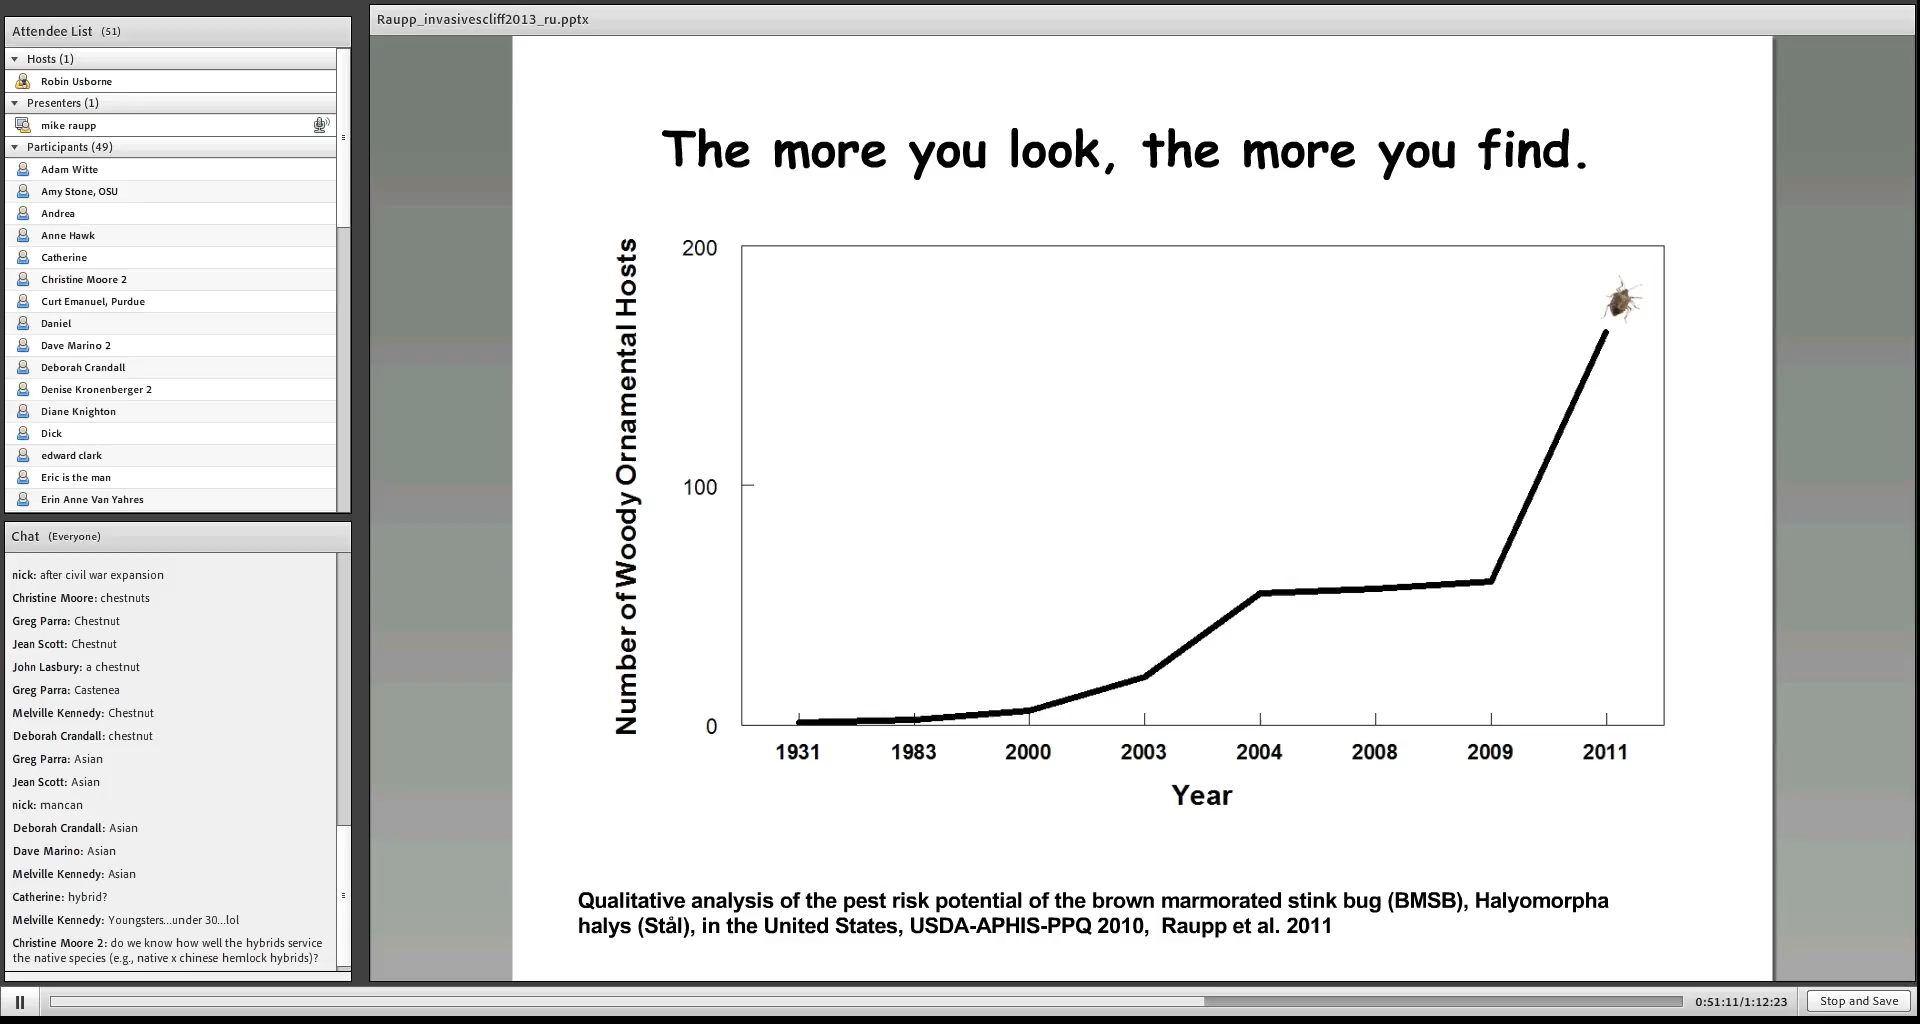 Raupp_invasivescliff2013_ru.pptx
Attendee List (51)
Hosts (1)
Robin Usborne
Presenters (1)
mike raupp
Participants (49)
Adam Witte
Amy Stone, OSU
Andrea
Anne Hawk
Catherine
Christine Moore 2
Curt Emanuel, Purdue
Daniel
Dave Marino 2
Deborah Crandall
Denise Kronenberger 2
Diane Knighton
Dick
edward clark
Eric is the man
Erin Anne Van Yahres
Chat (Everyone)
nick: after civil war expansion
Christine Moore: chestnuts
Greg Parra: Chestnut
Jean Scott: Chestnut
John Lasbury: a chestnut
Greg Parra: Castenea
Melville Kennedy: Chestnut
Deborah Crandall: chestnut
Greg Parra: Asian
Jean Scott: Asian
nick: mancan
Deborah Crandall: Asian
Dave Marino: Asian
Melville Kennedy: Asian
Catherine: hybrid?
Melville Kennedy: Youngsters...under 30...lol
Christine Moore 2: do we know how well the hybrids service
the native species (e.g., native x chinese hemlock hybrids)?
The more you look, the more you find.
Number of Woody Ornamental Hosts
200
100
0
1931 1983 2000 2003 2004 2008 2009 2011
Year
Qualitative analysis of the pest risk potential of the brown marmorated stink bug (BMSB), Halyomorpha
halys (Stål), in the United States, USDA-APHIS-PPQ 2010, Raupp et al. 2011
0:51:11/1:12:23
Stop and Save